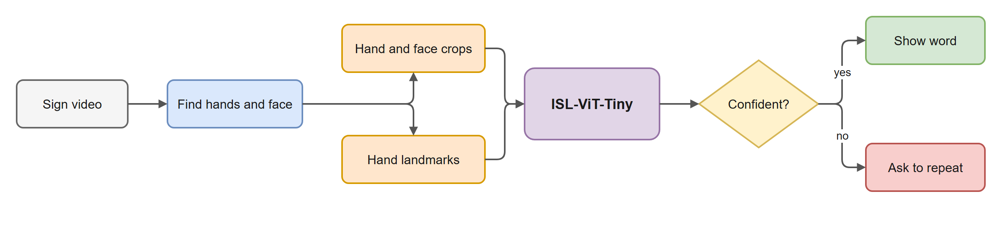 Sign video
Find hands and face
Hand and face crops
Hand landmarks
ISL-ViT-Tiny
Confident?
yes
Show word
no
Ask to repeat